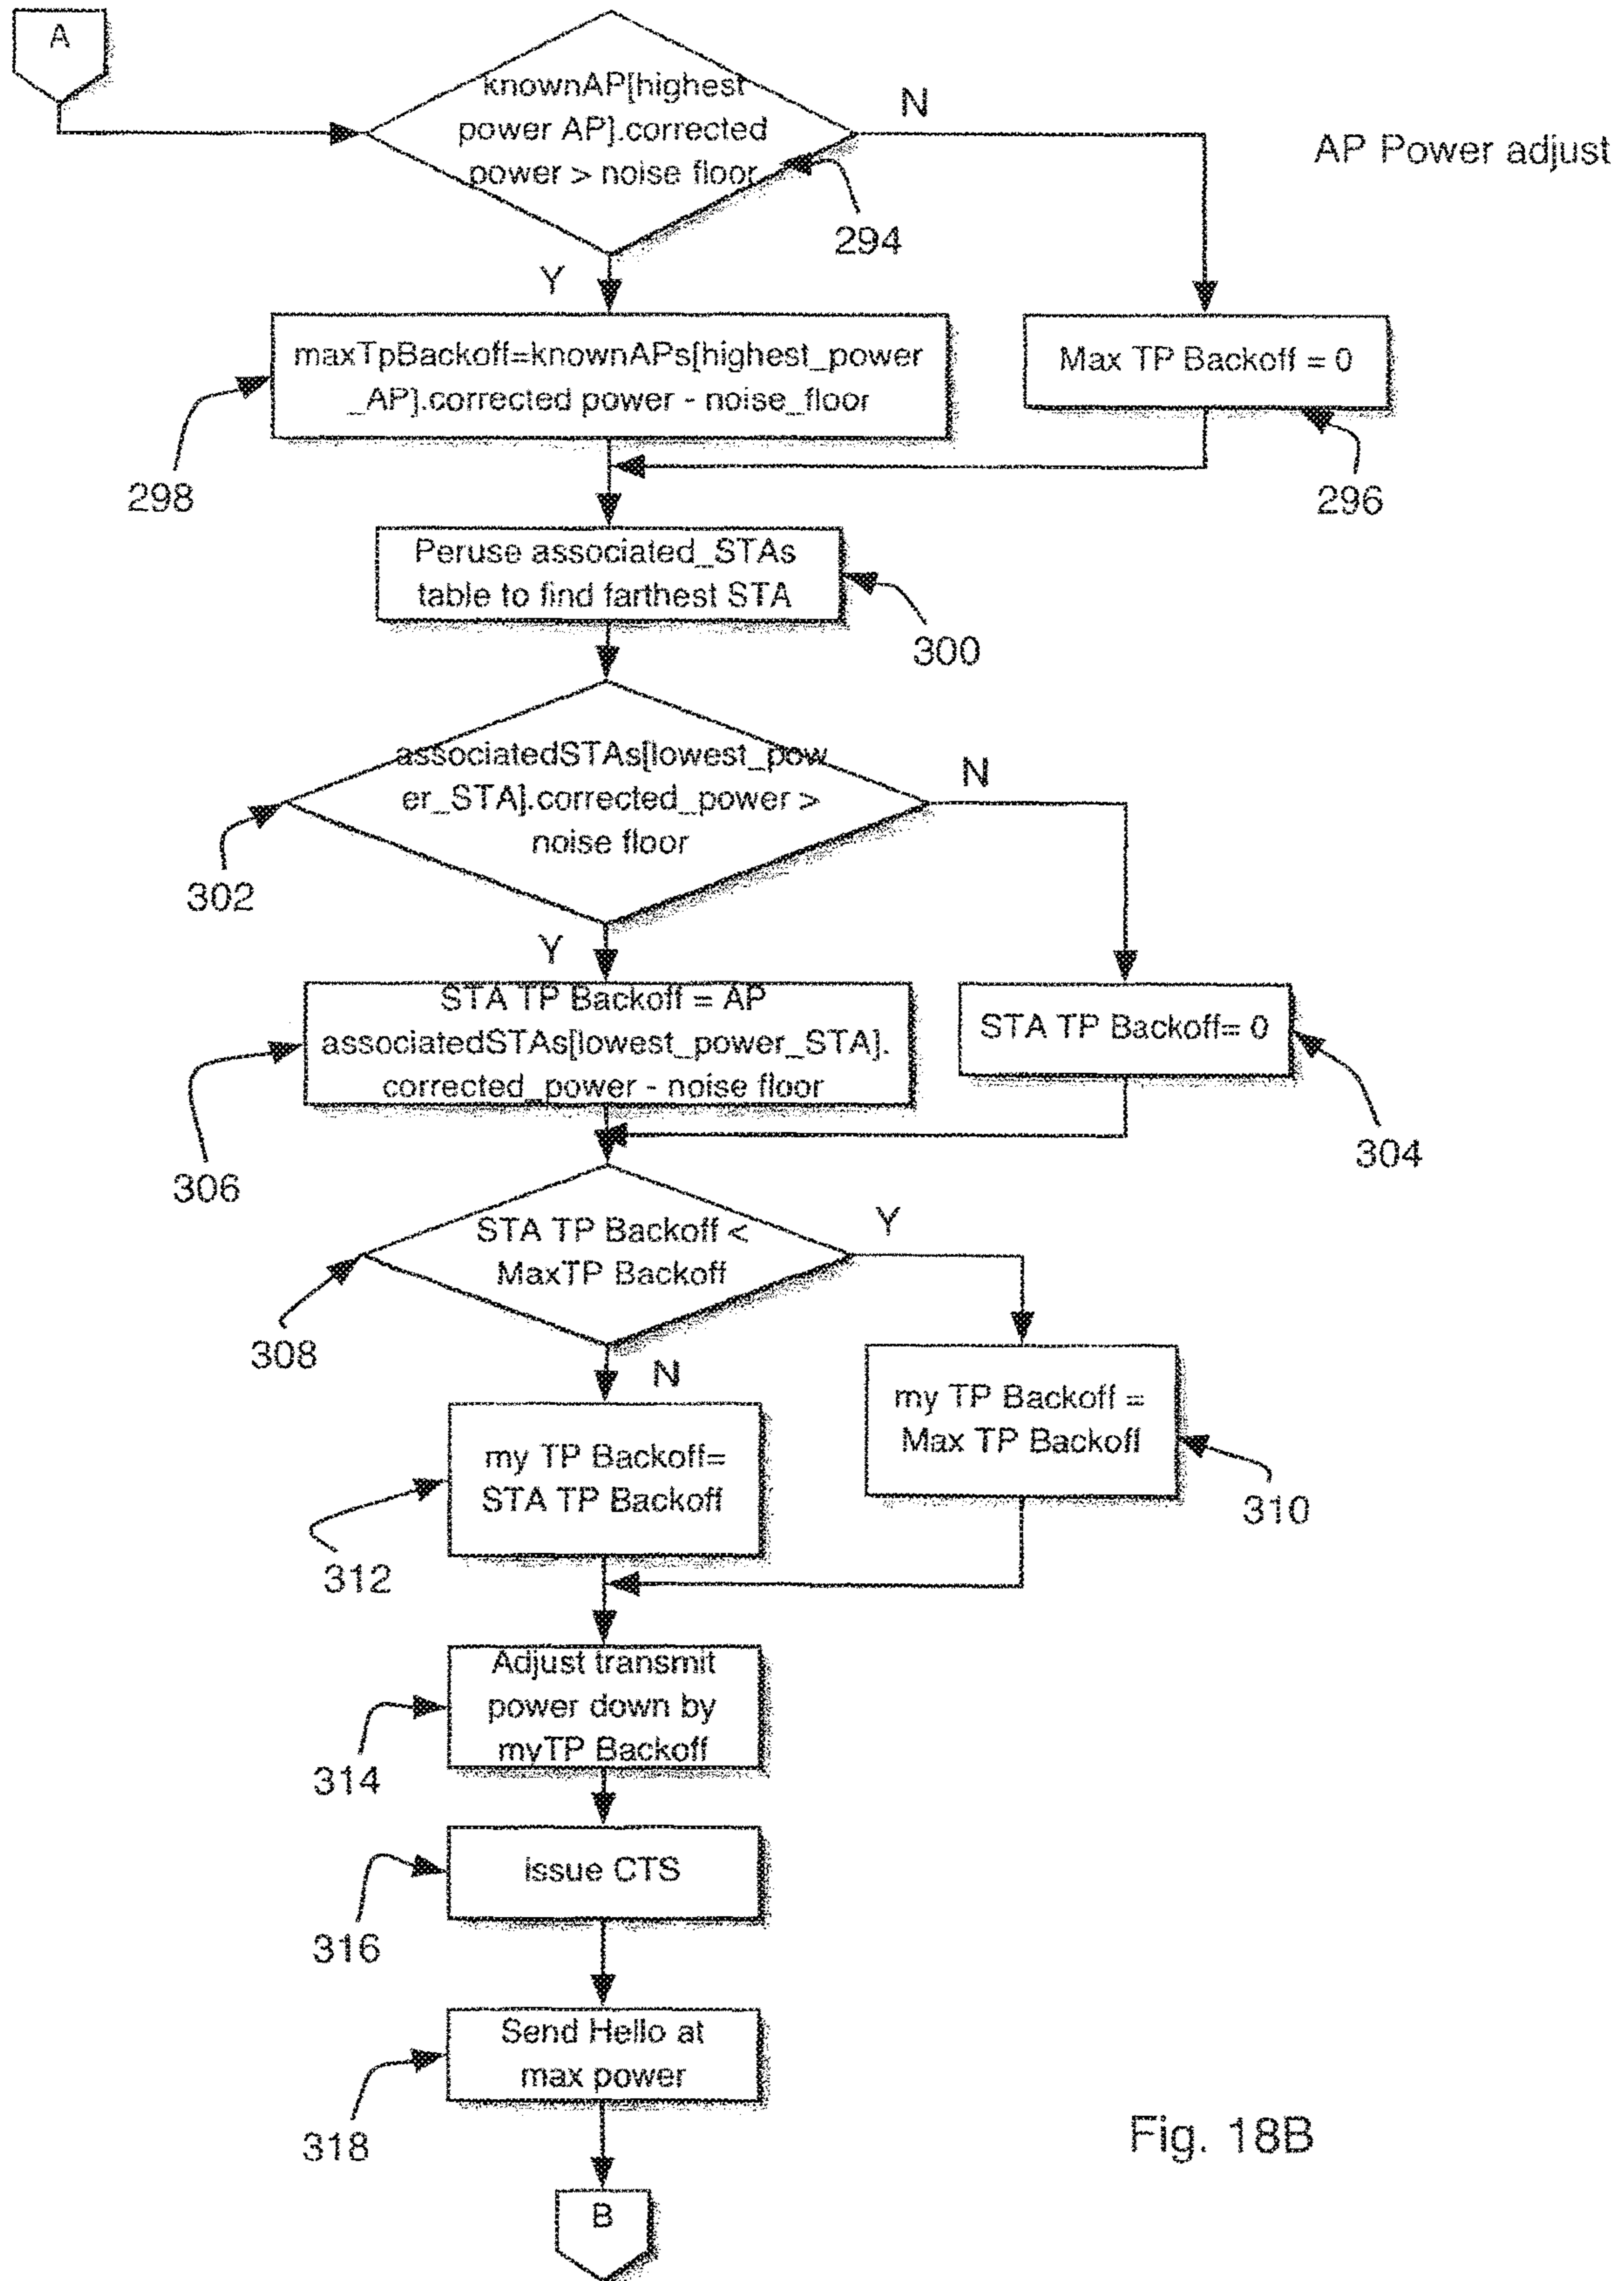 A
knownAP[highest
power AP].corrected
power > noise floor
N
AP Power adjust
294
Y
maxTpBackoff=knownAPs[highest_power
_AP].corrected power - noise_floor
Max TP Backoff = 0
298
296
Peruse associated_STAs
table to find farthest STA
300
associatedSTAs[lowest_pow
er_STA].corrected_power >
noise floor
N
302
Y
STA TP Backoff = AP
associatedSTAs[lowest_power_STA].
corrected_power - noise floor
STA TP Backoff= 0
304
306
STA TP Backoff <
MaxTP Backoff
Y
308
N
my TP Backoff =
Max TP Backoff
my TP Backoff=
STA TP Backoff
310
312
Adjust transmit
power down by
myTP Backoff
314
issue CTS
316
Send Hello at
max power
318
Fig. 18B
B